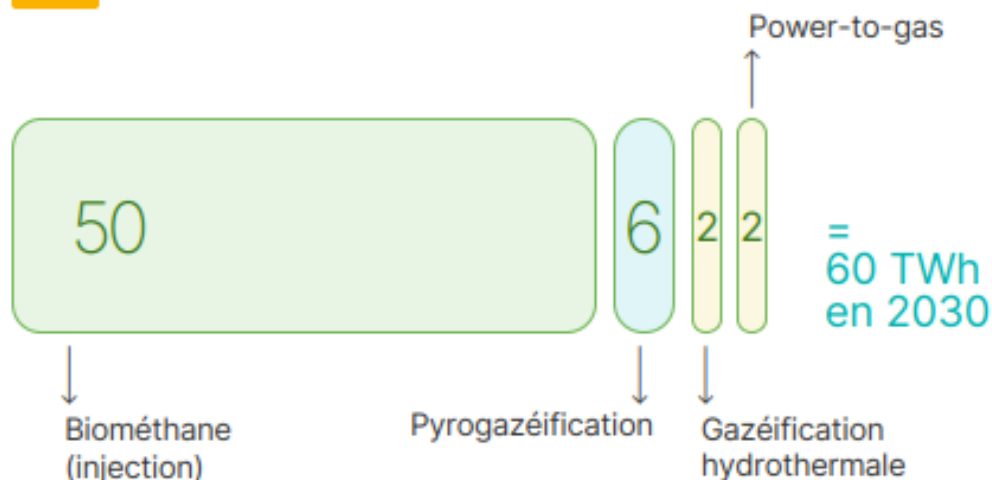 Power-to-gas
50
6
2
2
=
60 TWh
en 2030
Biométhane
(injection)
Pyrogazéification
Gazéification
hydrothermale